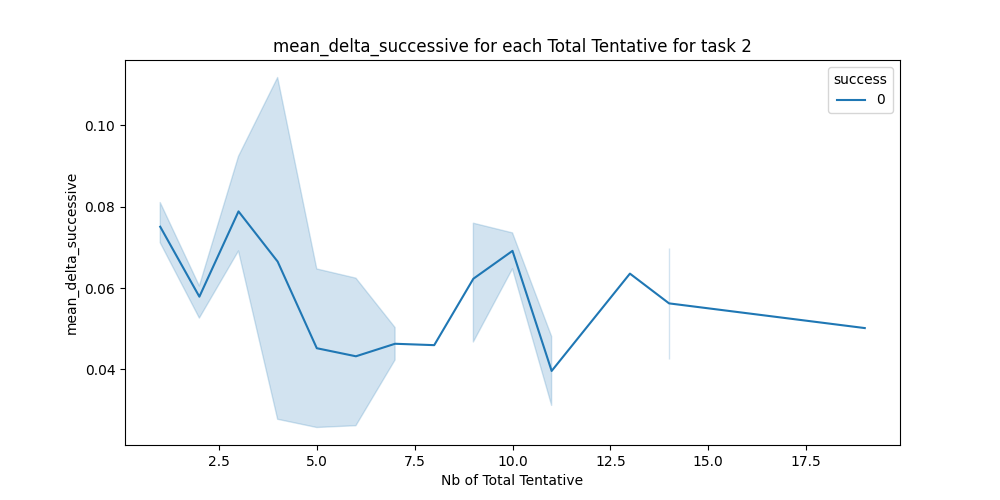 mean_delta_successive for each Total Tentative for task 2
success
0
mean_delta_successive
0.10
0.08
0.06
0.04
2.5 5.0 7.5 10.0 12.5 15.0 17.5
Nb of Total Tentative